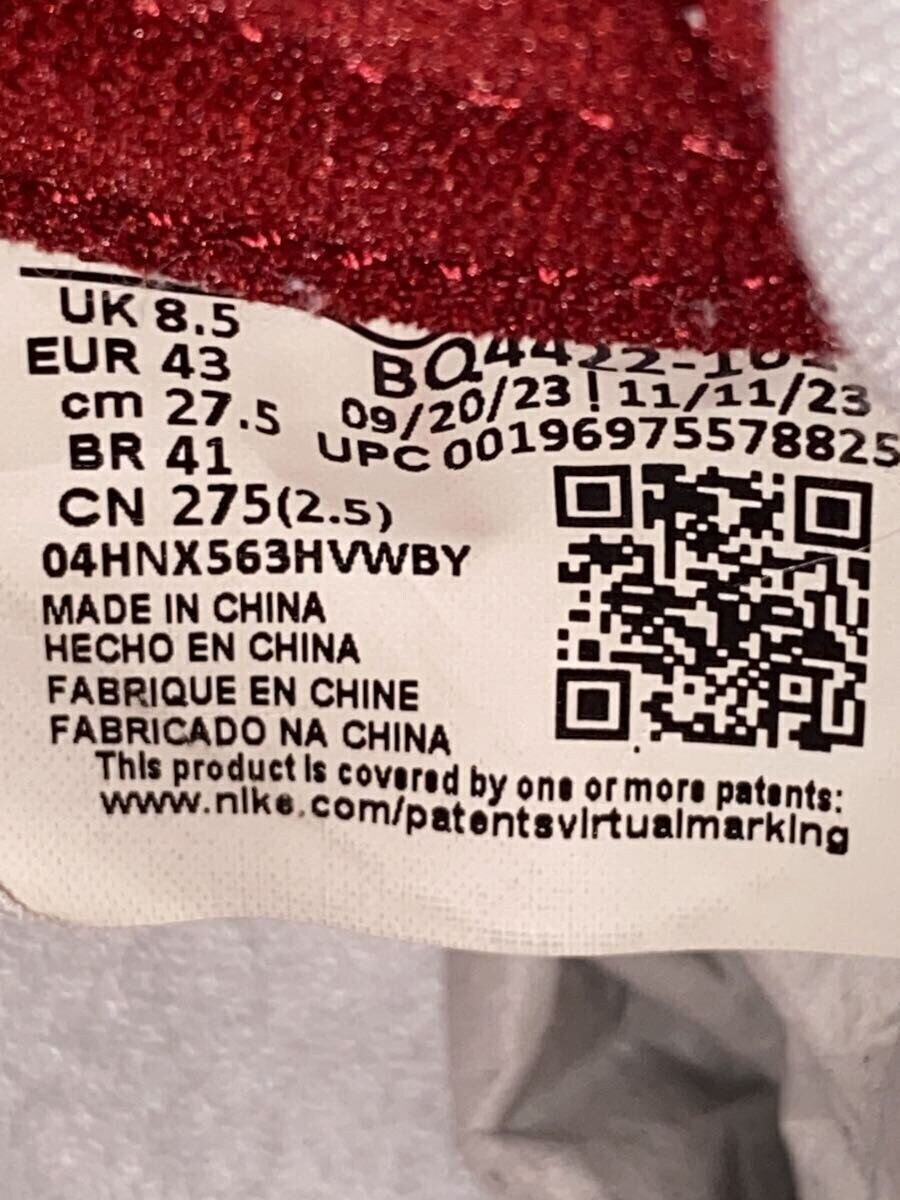 UK 8.5
EUR 43
cm 27.5
BR 41
CN 275(2.5)
09/20/23 ! 11/11/23
UPC 00196975578825
04HNX563HVWBY
MADE IN CHINA
HECHO EN CHINA
FABRIQUE EN CHINE
FABRICADO NA CHINA
This product is covered by one or more patents:
www.nike.com/patentsvirtualmarking